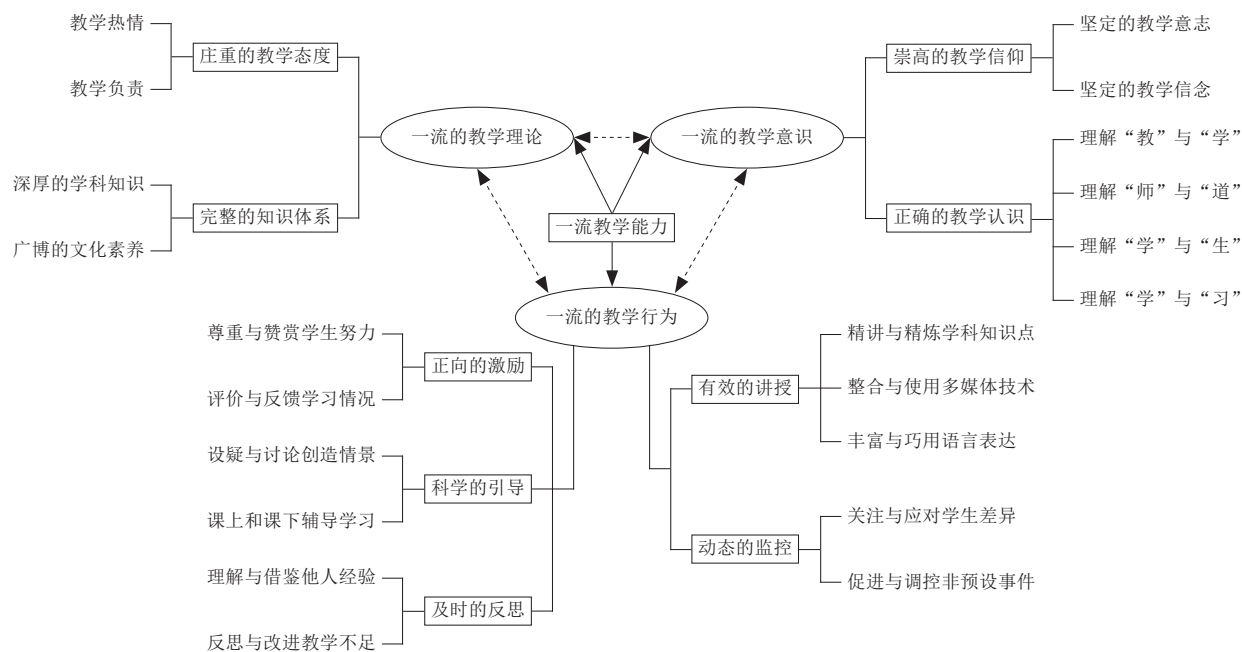 教学热情
庄重的教学态度
教学负责
深厚的学科知识
完整的知识体系
广博的文化素养
一流的教学理论
一流的教学意识
一流教学能力
一流的教学行为
崇高的教学信仰
坚定的教学意志
坚定的教学信念
正确的教学认识
理解“教”与“学”
理解“师”与“道”
理解“学”与“生”
理解“学”与“习”
尊重与赞赏学生努力
正向的激励
评价与反馈学习情况
设疑与讨论创造情景
科学的引导
课上和课下辅导学习
理解与借鉴他人经验
及时的反思
反思与改进教学不足
精讲与精炼学科知识点
有效的讲授
整合与使用多媒体技术
丰富与巧用语言表达
关注与应对学生差异
动态的监控
促进与调控非预设事件